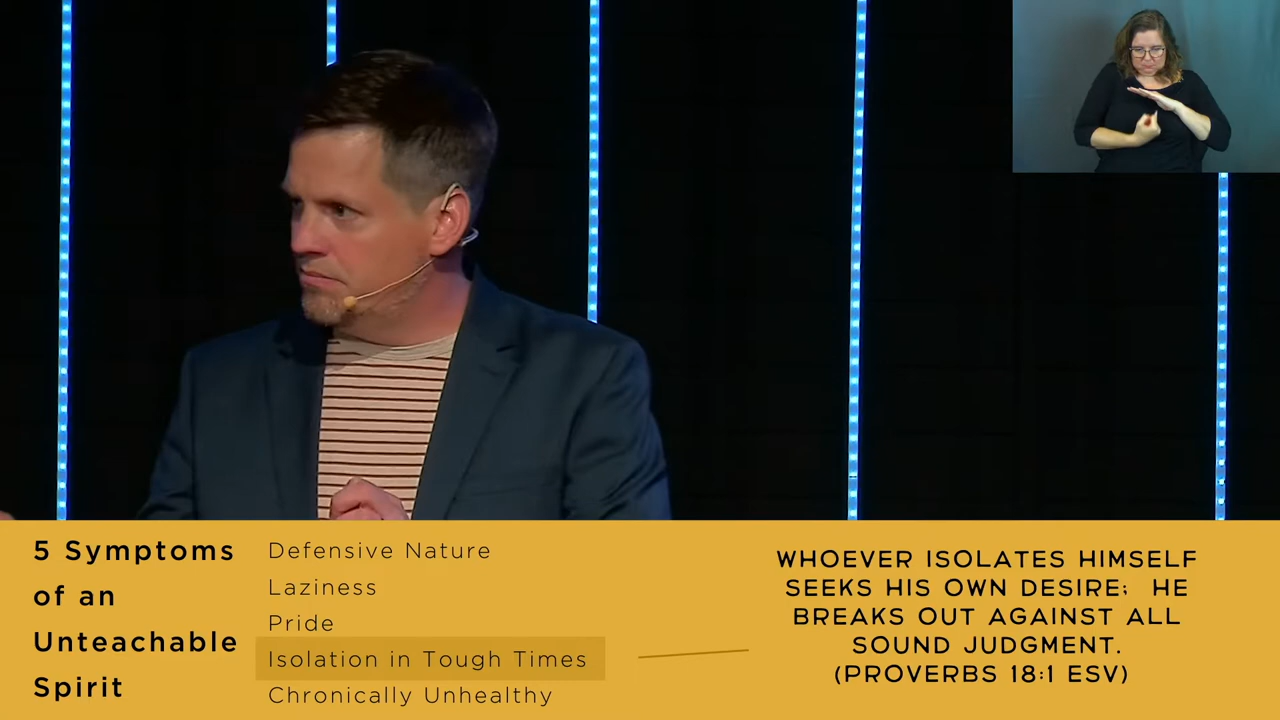 5 Symptoms
of an
Unteachable
Spirit
Defensive Nature
Laziness
Pride
Isolation in Tough Times
Chronically Unhealthy
WHOEVER ISOLATES HIMSELF
SEEKS HIS OWN DESIRE; HE
BREAKS OUT AGAINST ALL
SOUND JUDGMENT.
(PROVERBS 18:1 ESV)